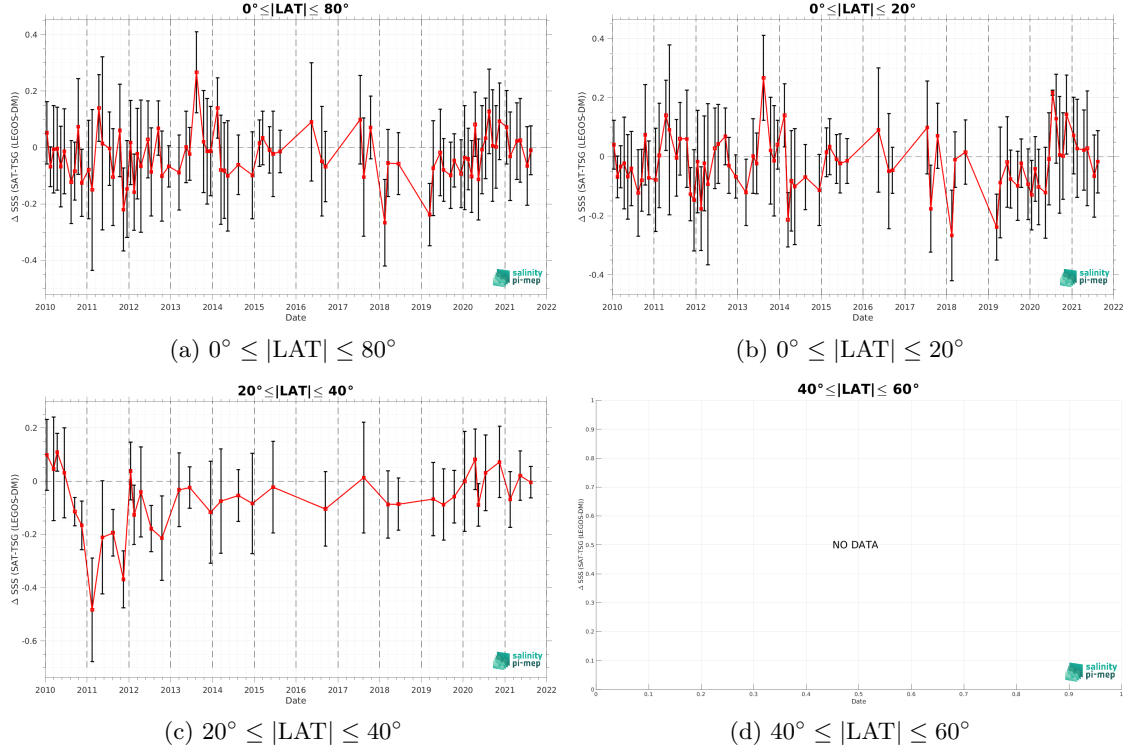 0°≤|LAT|≤ 80°
Δ SSS (SAT-TSG (LEGOS-DM))
0.4
0.2
0
-0.2
-0.4
2010 2011 2012 2013 2014 2015 2016 2017 2018 2019 2020 2021 2022
Date
salinity
pi-mep
(a) 0° ≤ |LAT| ≤ 80°
0°≤|LAT|≤ 20°
Δ SSS (SAT-TSG (LEGOS-DM))
0.4
0.2
0
-0.2
-0.4
2010 2011 2012 2013 2014 2015 2016 2017 2018 2019 2020 2021 2022
Date
salinity
pi-mep
(b) 0° ≤ |LAT| ≤ 20°
20°≤|LAT|≤ 40°
Δ SSS (SAT-TSG (LEGOS-DM))
0.2
0
-0.2
-0.4
-0.6
2010 2011 2012 2013 2014 2015 2016 2017 2018 2019 2020 2021 2022
Date
salinity
pi-mep
(c) 20° ≤ |LAT| ≤ 40°
40°≤|LAT|≤ 60°
Δ SSS (SAT-TSG (LEGOS-DM))
1
0.9
0.8
0.7
0.6
0.5
0.4
0.3
0.2
0.1
0
NO DATA
0 0.1 0.2 0.3 0.4 0.5 0.6 0.7 0.8 0.9 1
Date
salinity
pi-mep
(d) 40° ≤ |LAT| ≤ 60°